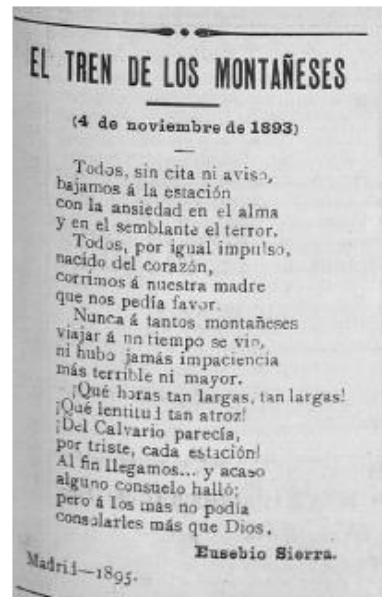 EL TREN DE LOS MONTAÑESES
(4 de noviembre de 1893)
Todos, sin cita ni aviso,
bajamos á la estación
con la ansiedad en el alma
y en el semblante el terror.
Todos, por igual impulso,
nacido del corazón,
corrimos á nuestra madre
que nos pedía favor.
Nunca á tantos montañeses
viajar á un tiempo se vio,
ni hubo jamás impaciencia
más terrible ni mayor.
¡Qué horas tan largas, tan largas!
¡Qué lentitud tan atroz!
¡Del Calvario parecía,
por triste, cada estación!
Al fin llegamos... y acaso
alguno consuelo halló;
pero á los más no podía
consolarles más que Dios.
Eusebio Sierra.
Madrid—1895.